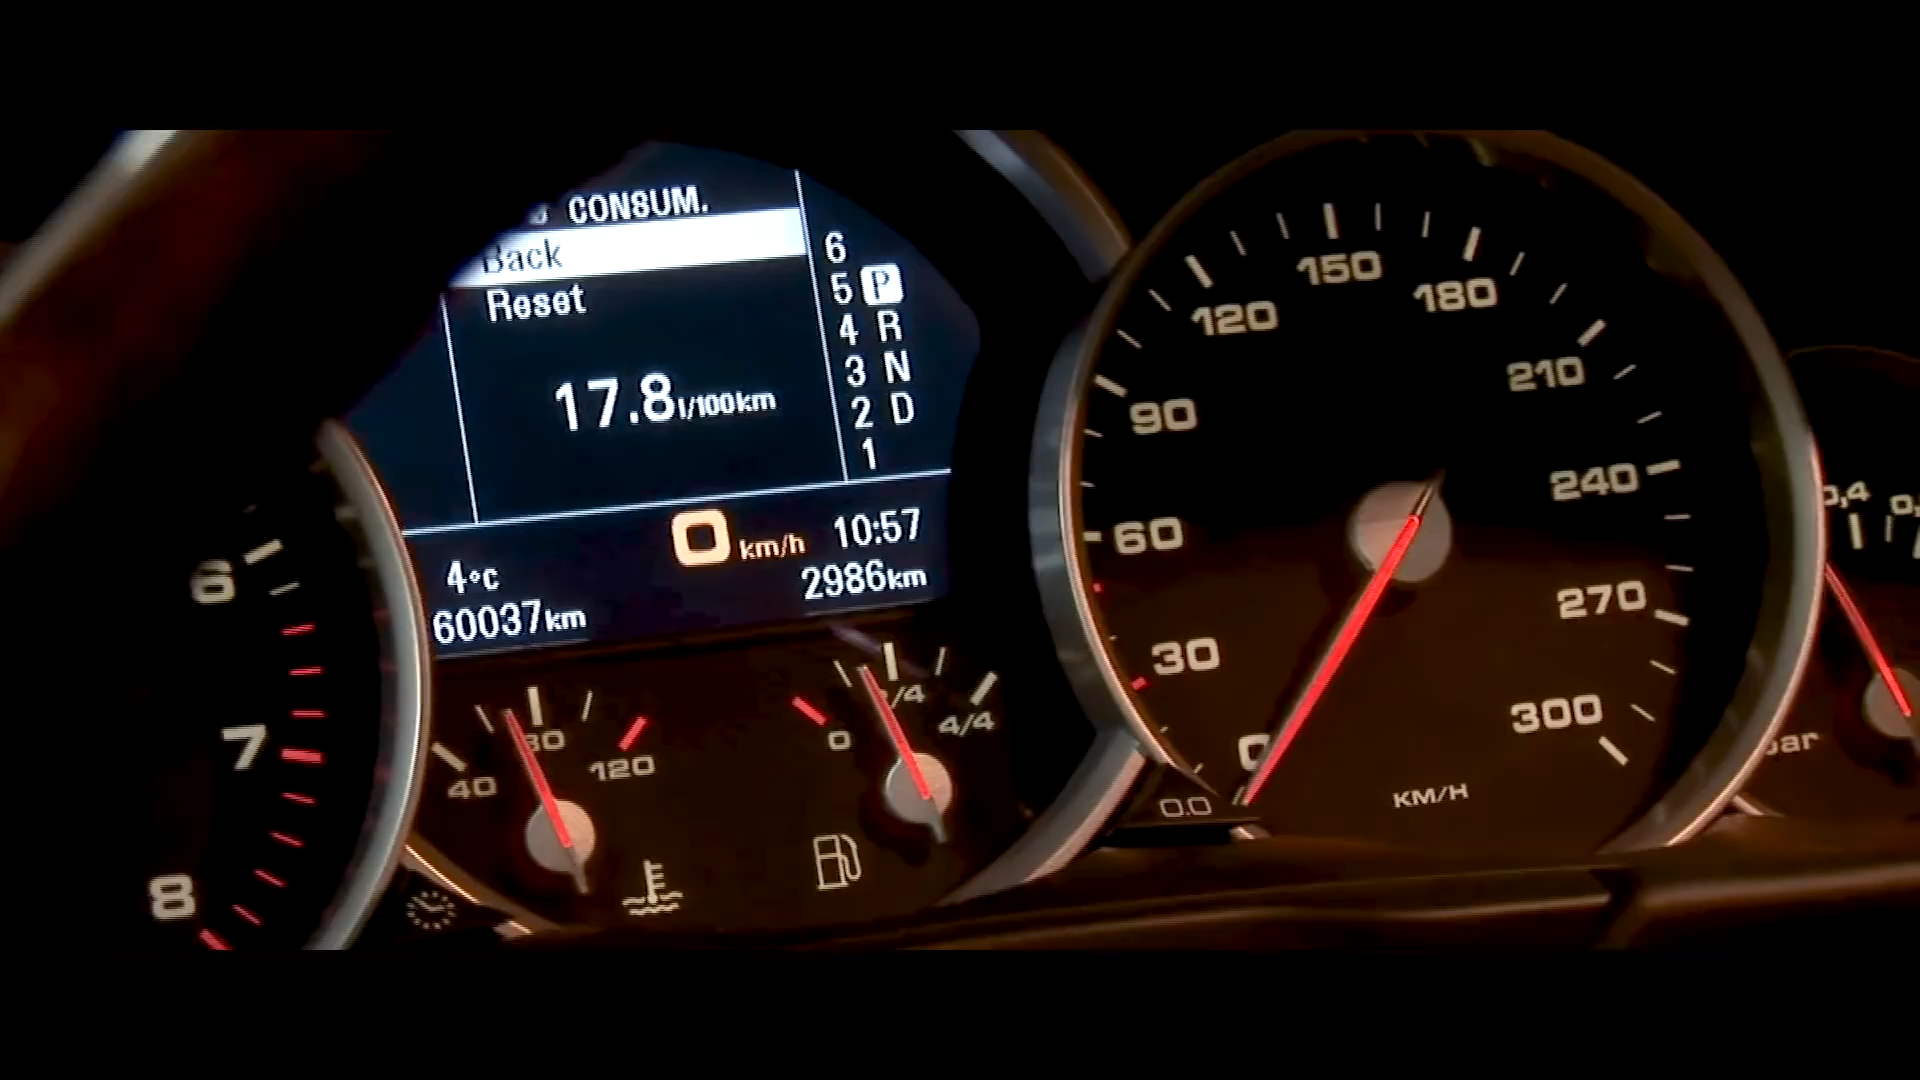 CONSUM.
Back
Reset
17.8 l/100km
6
5 P
4 R
3 N
2 D
1
0 km/h 10:57
4°C 2986km
60037km
6
7
8
40
80
120
0
3/4
4/4
0
30
60
90
120
150
180
210
240
270
300
KM/H
0.0
0,4
bar